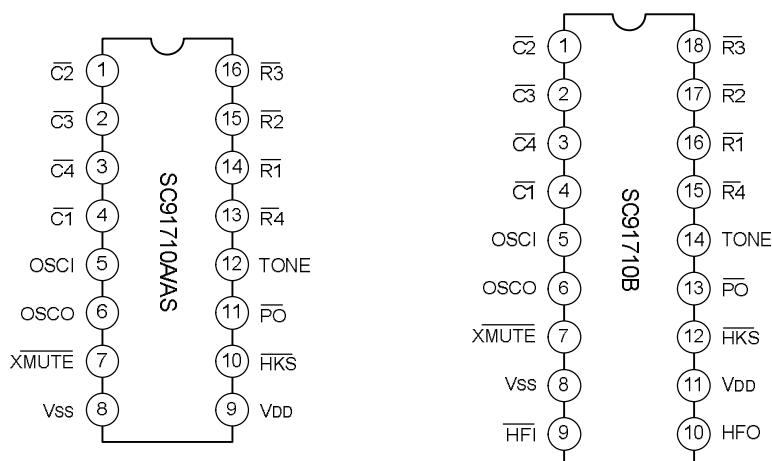 C2 1 16 R3
C3 2 15 R2
C4 3 14 R1
C1 4 13 R4
OSCI 5 12 TONE
OSCO 6 11 PO
XMUTE 7 10 HKS
VSS 8 9 VDD
SC91710A/AS
C2 1 18 R3
C3 2 17 R2
C4 3 16 R1
C1 4 15 R4
OSCI 5 14 TONE
OSCO 6 13 PO
XMUTE 7 12 HKS
VSS 8 11 VDD
HFI 9 10 HFO
SC91710B